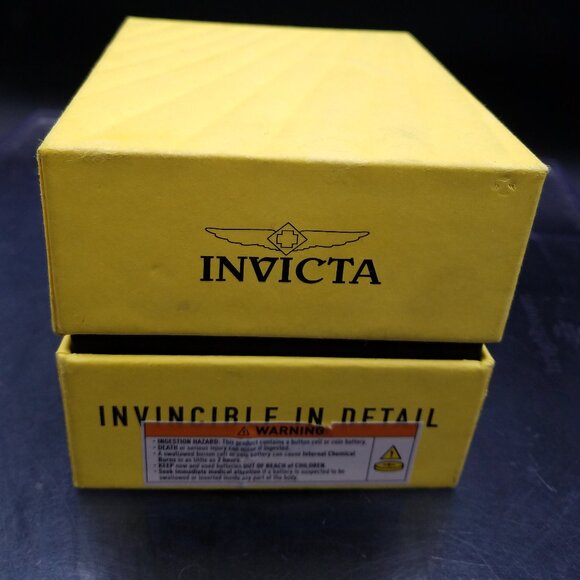 INVICTA
INVINCIBLE IN DETAIL
WARNING
• INGESTION HAZARD: This product contains a button cell or coin battery.
• DEATH or serious injury can occur if ingested.
• A swallowed button cell or coin battery can cause Internal Chemical
Burns in as little as 2 hours.
• KEEP new and used batteries OUT OF REACH of CHILDREN.
• Seek immediate medical attention if a battery is suspected to be
swallowed or inserted inside any part of the body.